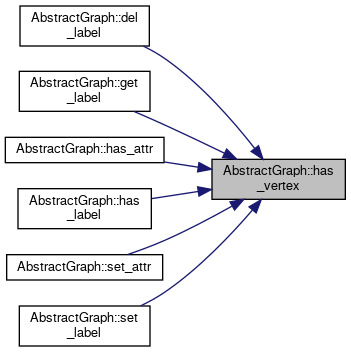 AbstractGraph::del
_label
AbstractGraph::get
_label
AbstractGraph::has_attr
AbstractGraph::has
_label
AbstractGraph::set_attr
AbstractGraph::set
_label
AbstractGraph::has
_vertex